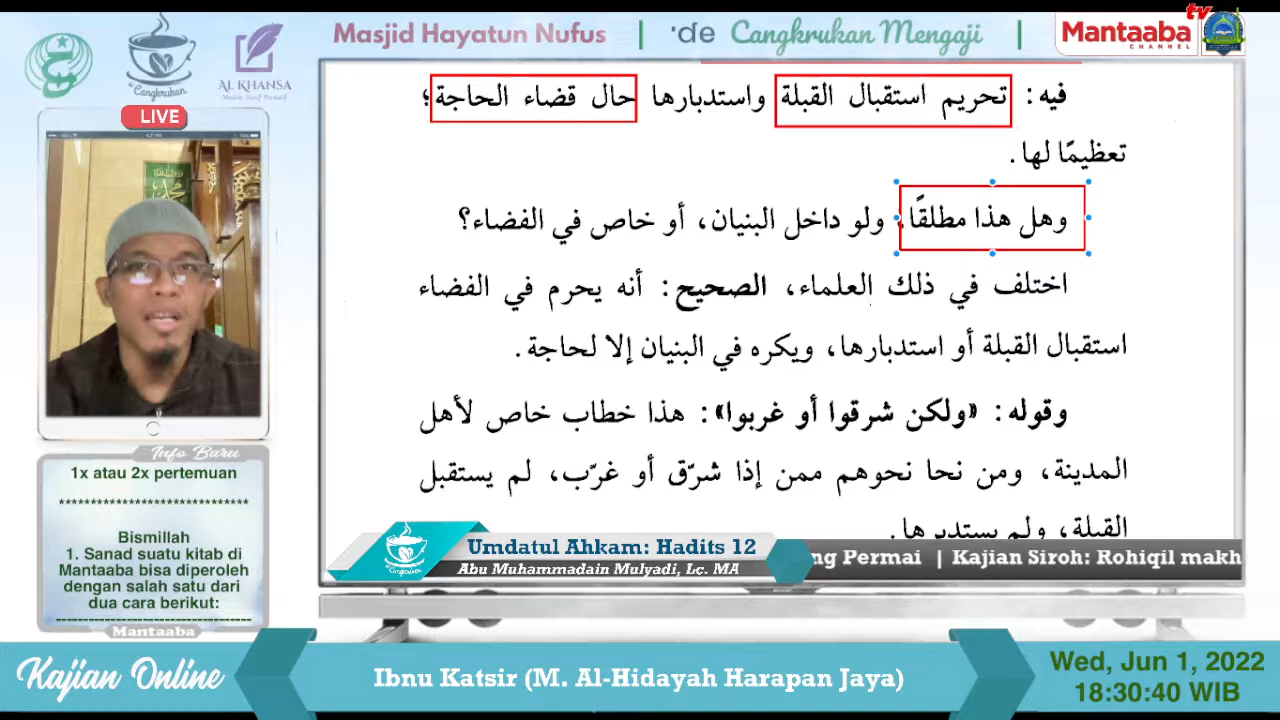 Masjid Hayatun Nufus | 'de Cangkrukan Mengaji |
Mantaaba tv
CHANNEL
Cangkrukan
AL KHANSA
LIVE
فيه: تحريم استقبال القبلة واستدبارها حال قضاء الحاجة؛
تعظيمًا لها.
وهل هذا مطلقًا، ولو داخل البنيان، أو خاص في الفضاء؟
اختلف في ذلك العلماء، الصحيح: أنه يحرم في الفضاء
استقبال القبلة أو استدبارها، ويكره في البنيان إلا لحاجة.
وقوله: «ولكن شرقوا أو غربوا»: هذا خطاب خاص لأهل
المدينة، ومن نحا نحوهم ممن إذا شرّق أو غرّب، لم يستقبل
القبلة، ولم يستدبرها.
Info Baru
1x atau 2x pertemuan
******************************
Bismillah
1. Sanad suatu kitab di
Mantaaba bisa diperoleh
dengan salah satu dari
dua cara berikut:
Mantaaba
Umdatul Ahkam: Hadits 12
Abu Muhammadain Mulyadi, Lc. MA
ng Permai | Kajian Siroh: Rohiqil makh
Kajian Online
Ibnu Katsir (M. Al-Hidayah Harapan Jaya)
Wed, Jun 1, 2022
18:30:40 WIB